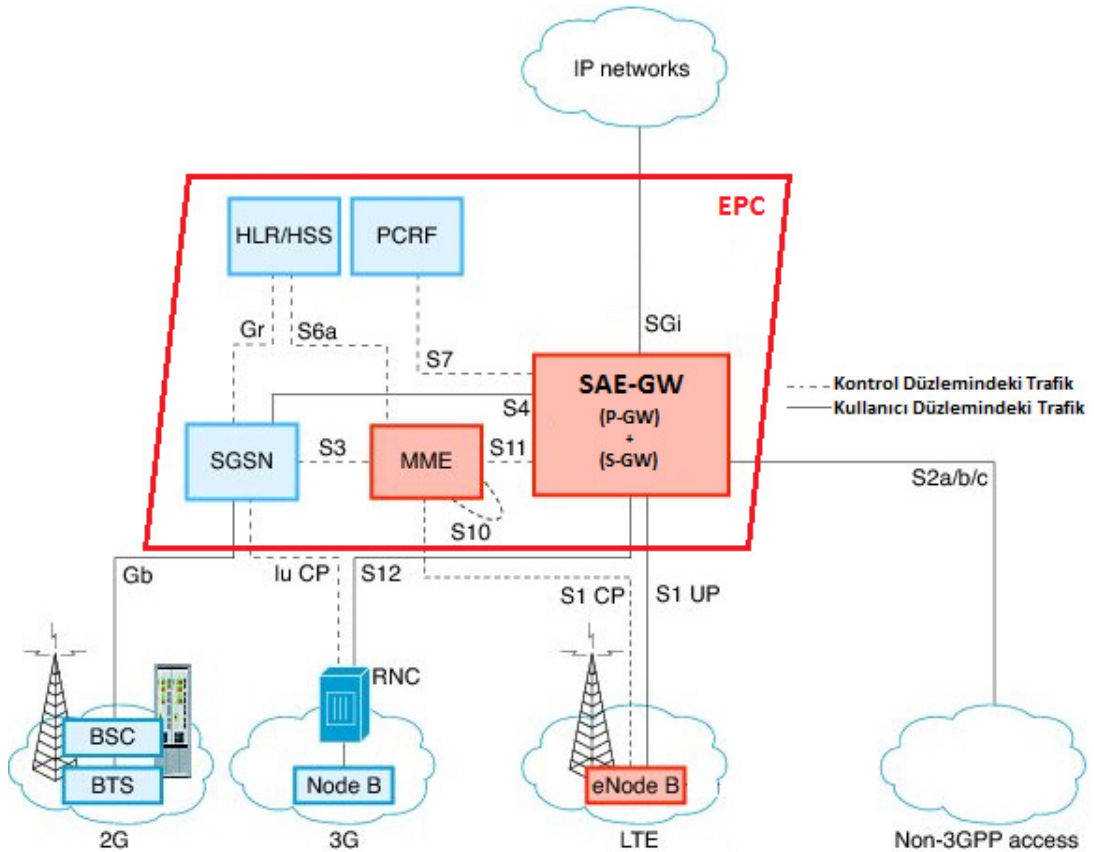 IP networks
EPC
HLR/HSS
PCRF
Gr
S6a
SGi
S7
SAE-GW
(P-GW)
+
(S-GW)
Kontrol Düzlemindeki Trafik
Kullanıcı Düzlemindeki Trafik
S4
SGSN
S3
MME
S11
S2a/b/c
S10
Gb
Iu CP
S12
S1 CP
S1 UP
RNC
BSC
BTS
Node B
eNode B
2G
3G
LTE
Non-3GPP access